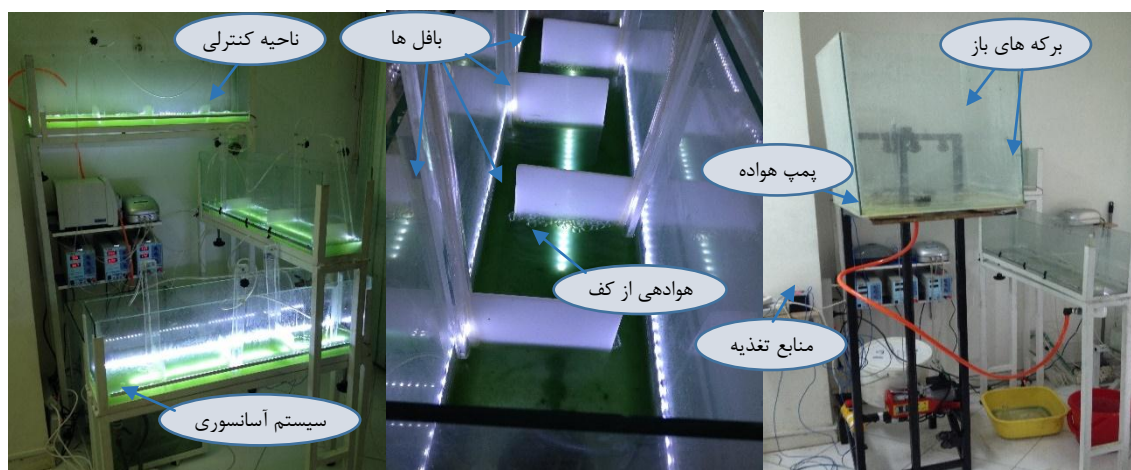 ناحیه کنترلی
بافل ها
برکه های باز
پمپ هواده
هوادهی از کف
منابع تغذیه
سیستم آسانسوری